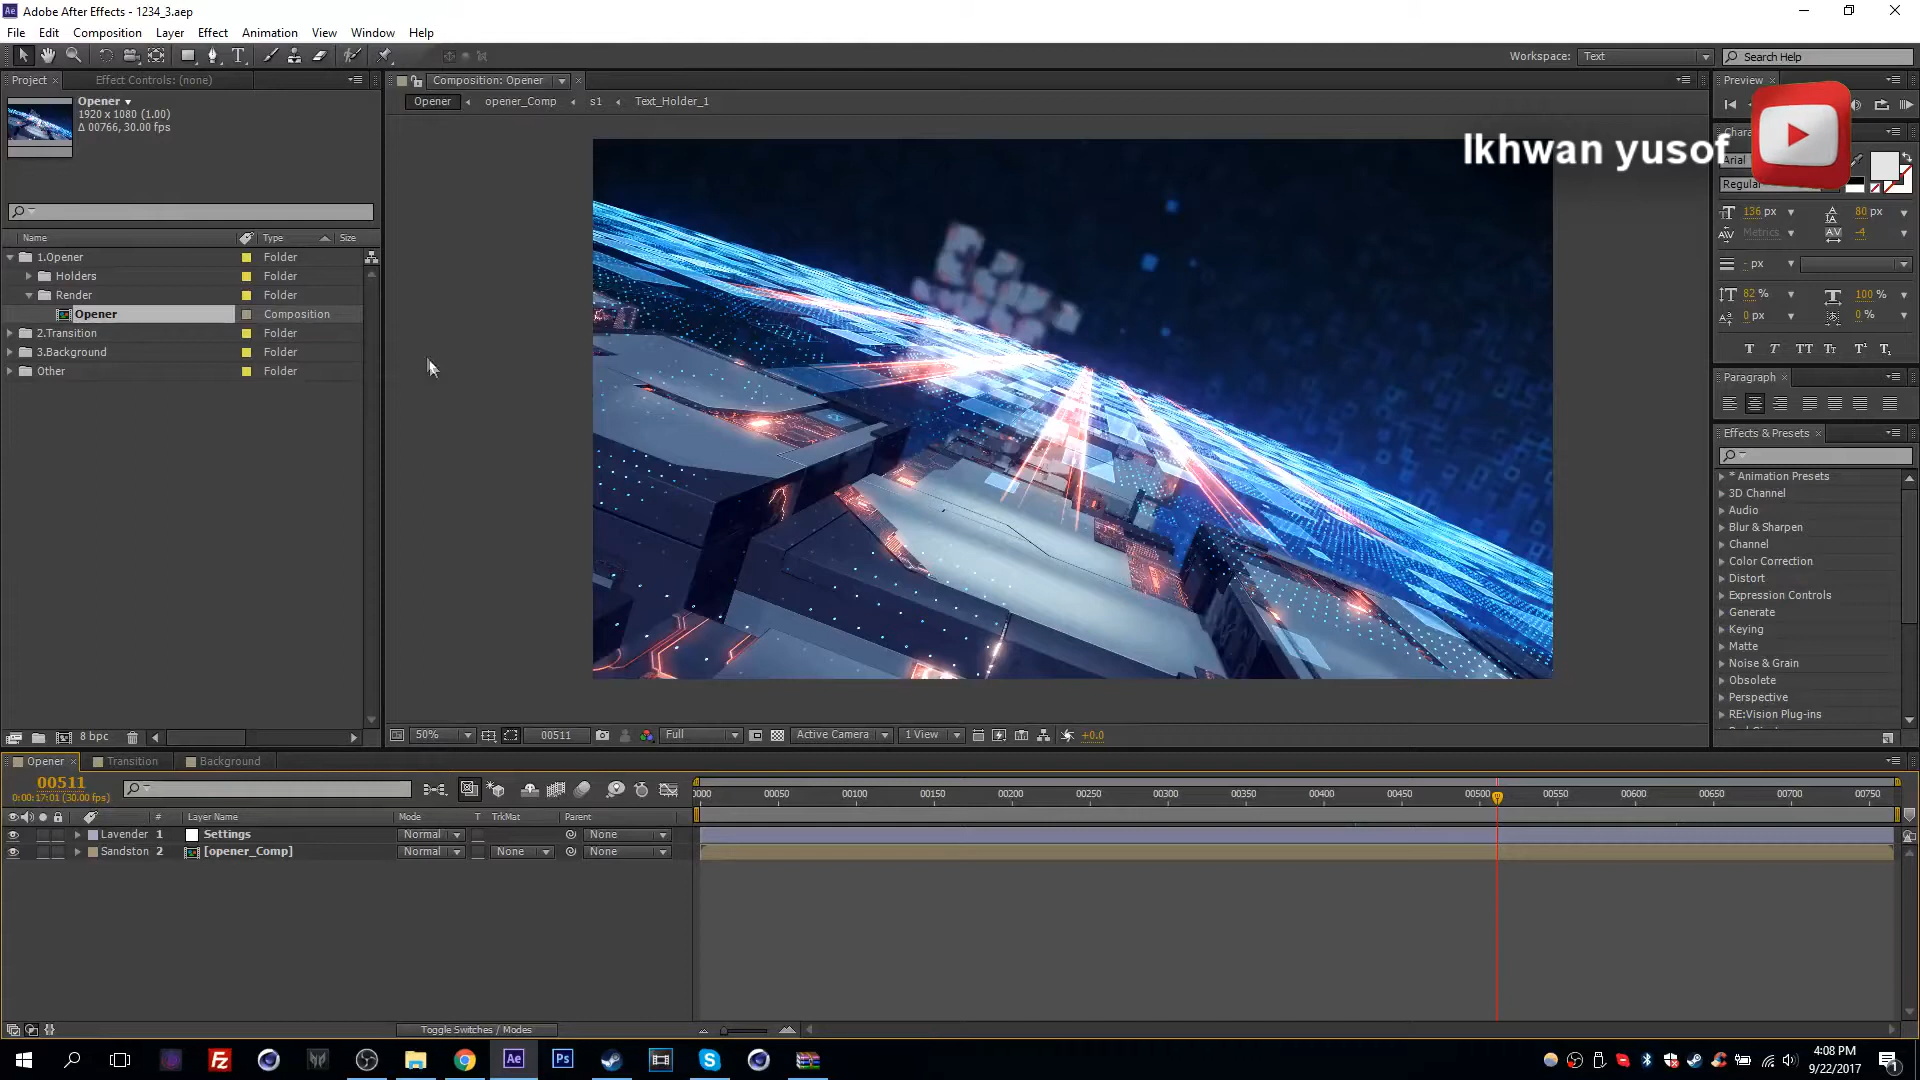 Adobe After Effects - 1234_3.aep
File Edit Composition Layer Effect Animation View Window Help
Workspace: Text Search Help
Project Effect Controls: (none) Composition: Opener Preview
Opener
1920 x 1080 (1.00)
Δ 00766, 30.00 fps
Opener opener_Comp s1 Text_Holder_1
Ikhwan yusof
Arial
Regular
136 px 80 px
Metrics -4
- px
82 % 100 %
0 px 0 %
T T TT Tт T¹ T₁
Paragraph
Effects & Presets
* Animation Presets
3D Channel
Audio
Blur & Sharpen
Channel
Color Correction
Distort
Expression Controls
Generate
Keying
Matte
Noise & Grain
Obsolete
Perspective
RE:Vision Plug-ins
Name Type Size
1.Opener Folder
Holders Folder
Render Folder
Opener Composition
2.Transition Folder
3.Background Folder
Other Folder
8 bpc
50% 00511 Full Active Camera 1 View +0.0
Opener Transition Background
00511
0:00:17:01 (30.00 fps)
0000 00050 00100 00150 00200 00250 00300 00350 00400 00450 00500 00550 00600 00650 00700 00750
# Layer Name Mode T TrkMat Parent
Lavender 1 Settings Normal None
Sandston 2 [opener_Comp] Normal None None
Toggle Switches / Modes
Ae Ps
4:08 PM
9/22/2017